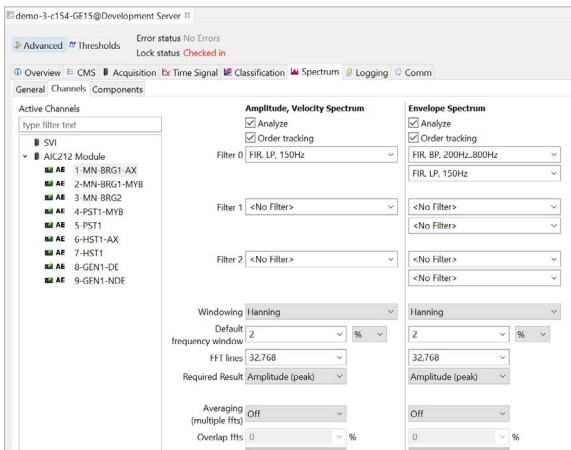 demo-3-c154-GE15@Development Server
Advanced Thresholds
Error status No Errors
Lock status Checked in
Overview CMS Acquisition Time Signal Classification Spectrum Logging Comm
General Channels Components
Active Channels
type filter text
SVI
AIC212 Module
AE 1-MN-BRG1-AX
AE 2-MN-BRG1-MYB
AE 3-MN-BRG2
AE 4-PST1-MYB
AE 5-PST1
AE 6-HST1-AX
AE 7-HST1
AE 8-GEN1-DE
AE 9-GEN1-NDE
Amplitude, Velocity Spectrum Envelope Spectrum
Analyze Analyze
Order tracking Order tracking
Filter 0 FIR, LP, 150Hz FIR, BP, 200Hz..800Hz
FIR, LP, 150Hz
Filter 1 <No Filter> <No Filter>
<No Filter>
Filter 2 <No Filter> <No Filter>
<No Filter>
Windowing Hanning Hanning
Default
frequency window 2 % 2 %
FFT lines 32,768 32,768
Required Result Amplitude (peak) Amplitude (peak)
Averaging
(multiple ffts) Off Off
Overlap ffts 0 % 0 %